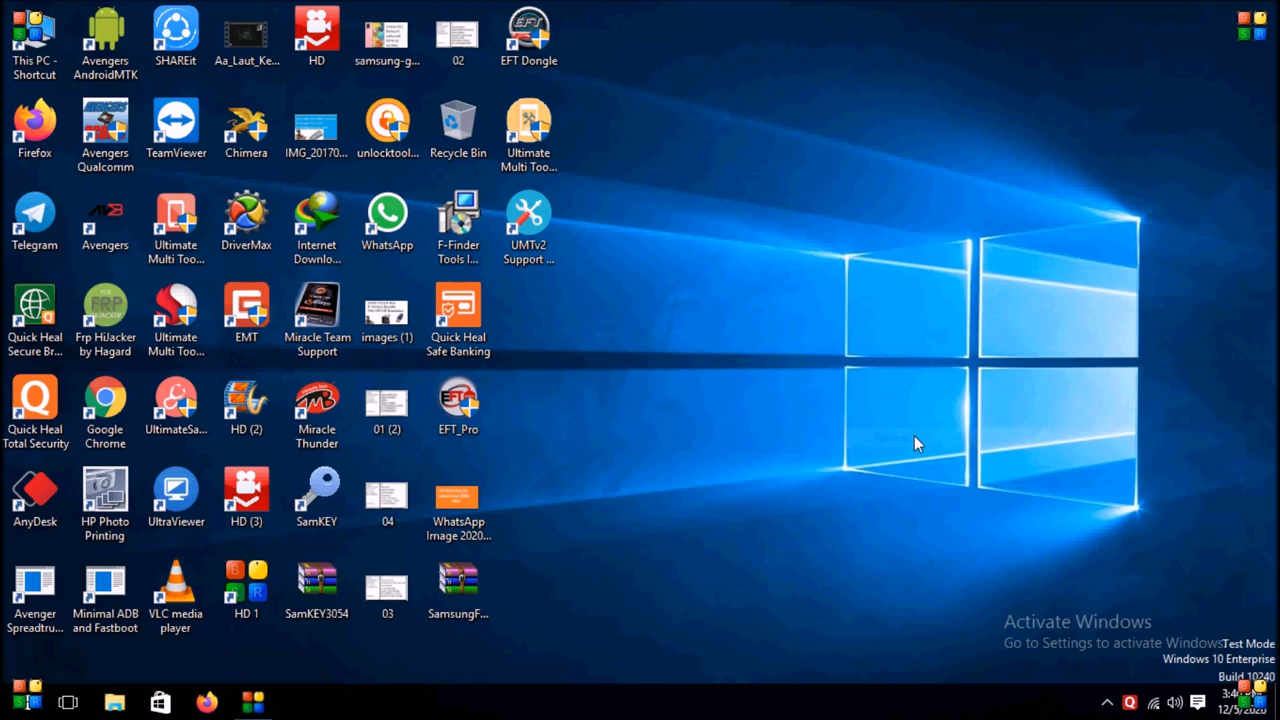 This PC -
Shortcut
Avengers
AndroidMTK
SHAREit
Aa_Laut_Ke...
HD
samsung-g...
02
EFT Dongle
Firefox
Avengers
Qualcomm
TeamViewer
Chimera
IMG_20170...
unlocktool...
Recycle Bin
Ultimate
Multi Too...
Telegram
Avengers
Ultimate
Multi Too...
DriverMax
Internet
Downlo...
WhatsApp
F-Finder
Tools I...
UMTv2
Support ...
Quick Heal
Secure Br...
Frp HiJacker
by Hagard
Ultimate
Multi Too...
EMT
Miracle Team
Support
images (1)
Quick Heal
Safe Banking
Quick Heal
Total Security
Google
Chrome
UltimateSa...
HD (2)
Miracle
Thunder
01 (2)
EFT_Pro
AnyDesk
HP Photo
Printing
UltraViewer
HD (3)
SamKEY
04
WhatsApp
Image 2020...
Avenger
Spreadtru...
Minimal ADB
and Fastboot
VLC media
player
HD 1
SamKEY3054
03
SamsungF...
Activate Windows
Go to Settings to activate Windows
Test Mode
Windows 10 Enterprise
Build 10240
12/5/2020